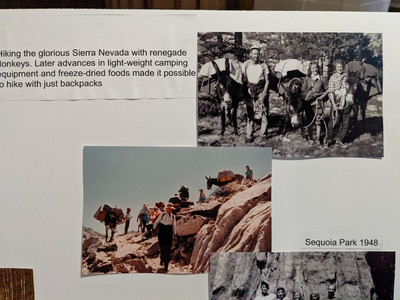 Hiking the glorious Sierra Nevada with renegade
donkeys. Later advances in light-weight camping
equipment and freeze-dried foods made it possible
to hike with just backpacks
Sequoia Park 1948